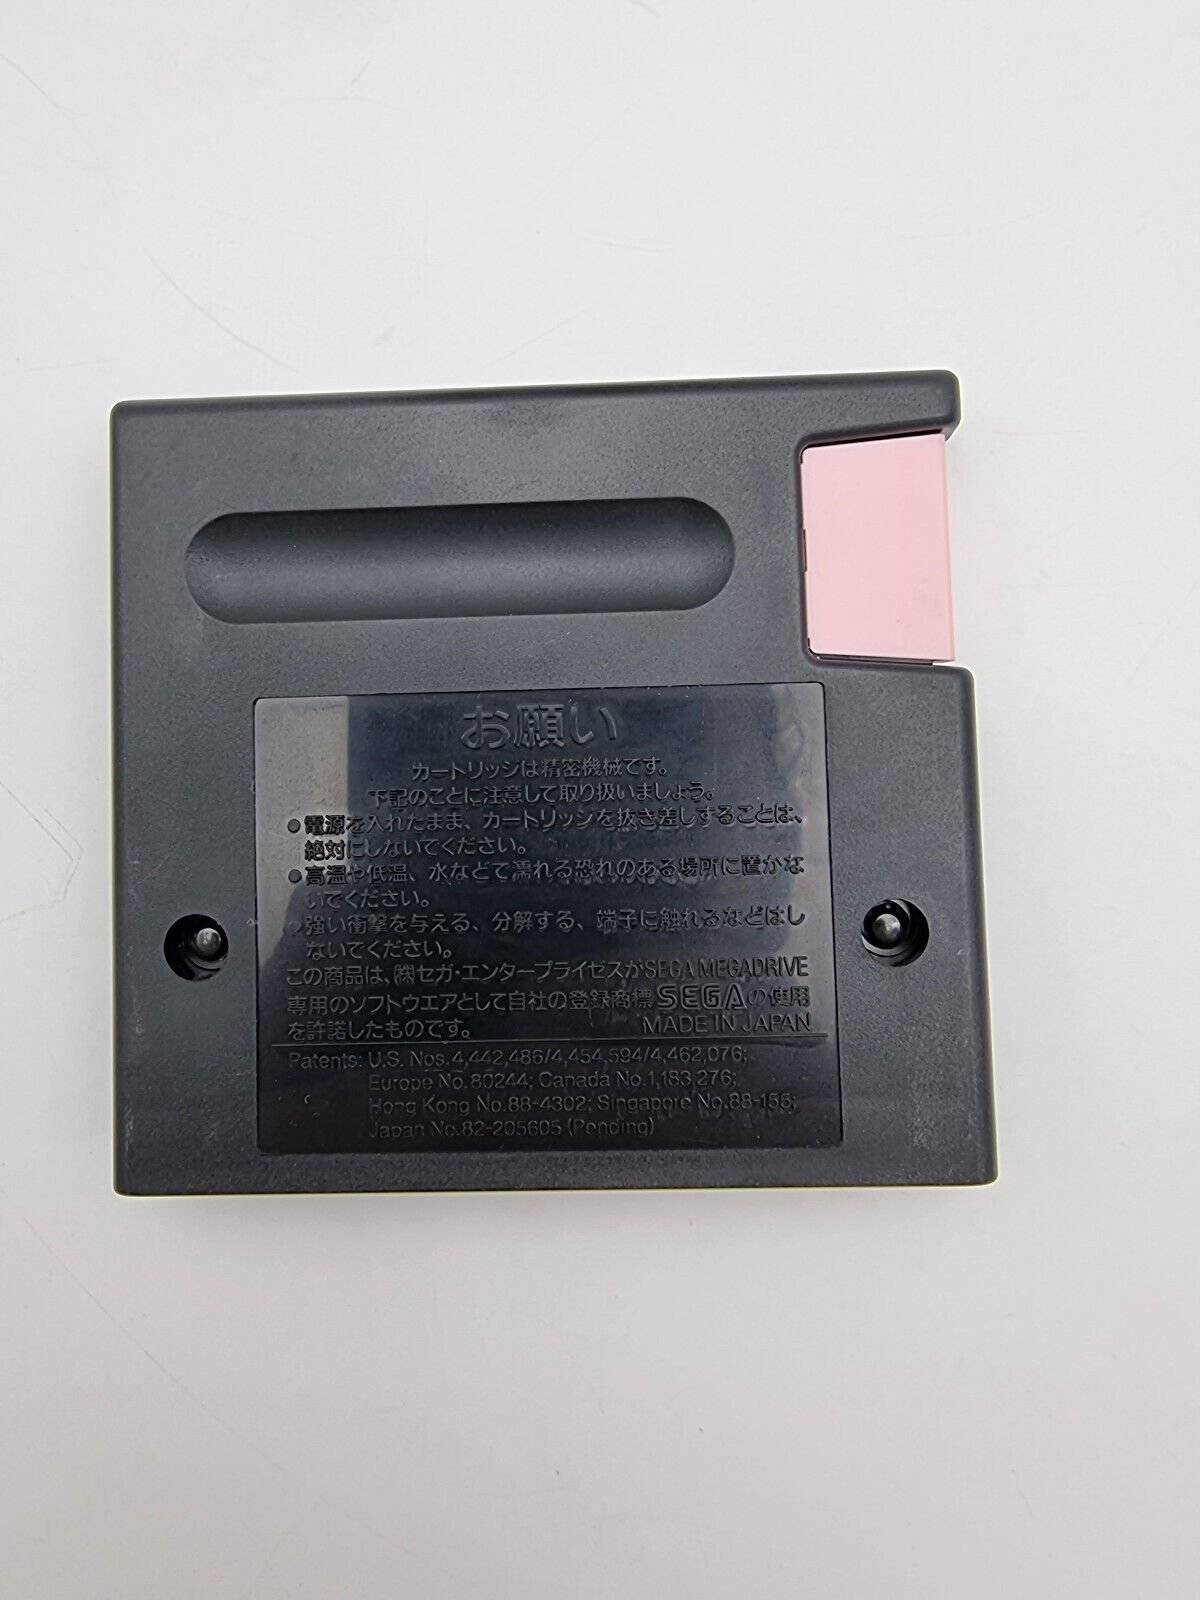 お願い
カートリッジは精密機械です。
下記のことに注意して取り扱いましょう。
●電源を入れたまま、カートリッジを抜き差しすることは、
絶対にしないでください。
●高温や低温、水などで濡れる恐れのある場所に置かな
いでください。
●強い衝撃を与える、分解する、端子に触れるなどはし
ないでください。
この商品は、㈱セガ・エンタープライゼスがSEGA MEGADRIVE
専用のソフトウエアとして自社の登録商標 SEGA の使用
を許諾したものです。 MADE IN JAPAN
Patents: U.S. Nos.4,442,486/4,454,594/4,462,076;
Europe No.80244; Canada No.1,183,276;
Hong Kong No.88-4302; Singapore No.88-155;
Japan No.82-205605 (Pending)